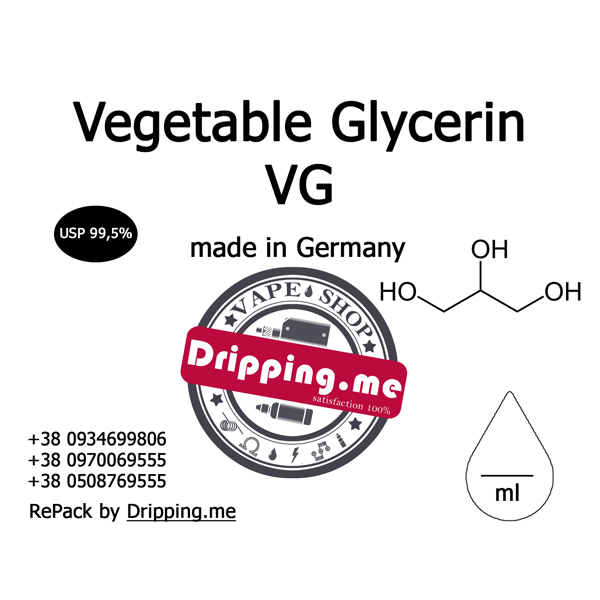 Vegetable Glycerin
VG
USP 99,5%
made in Germany
OH
HO
OH
VAPE SHOP
Dripping.me
satisfaction 100%
Ω
+38 0934699806
+38 0970069555
+38 0508769555
ml
RePack by Dripping.me